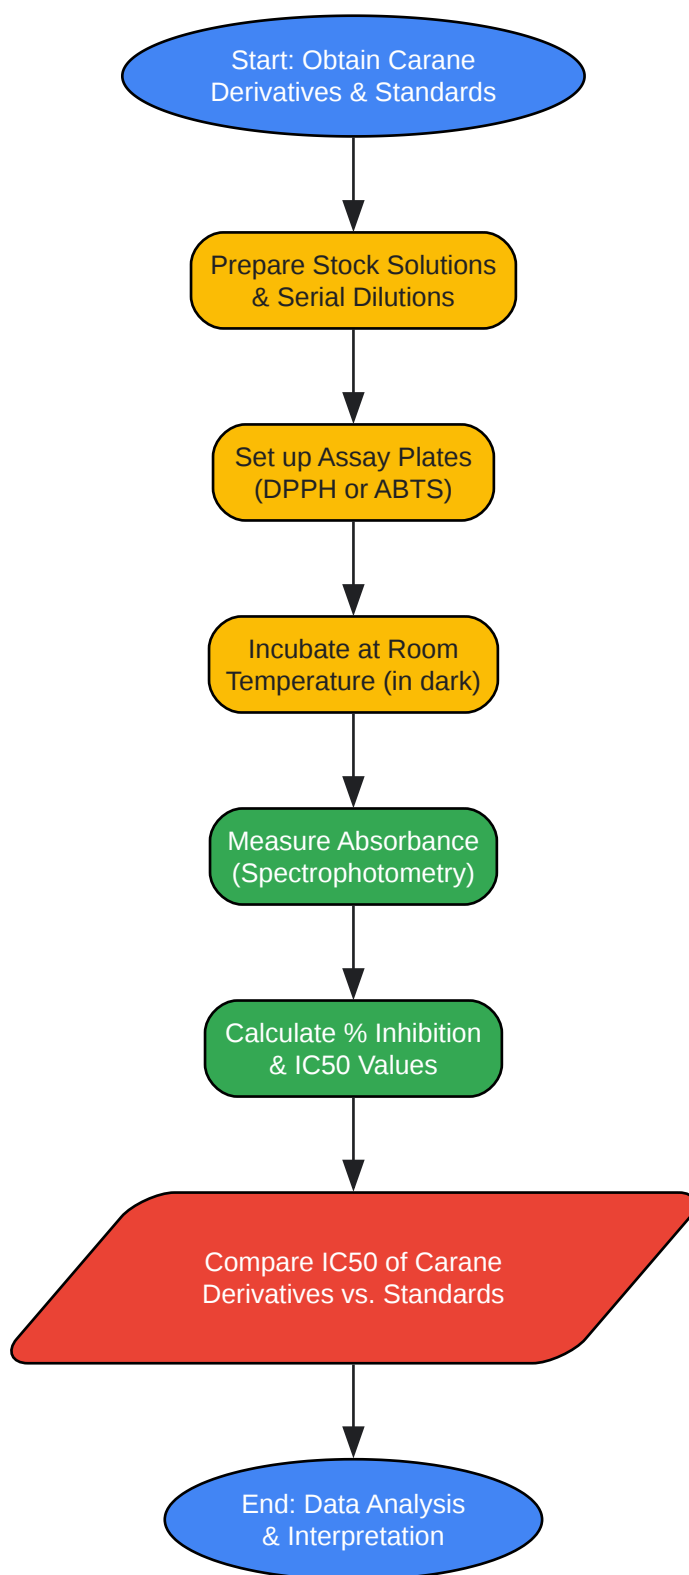 Start: Obtain Carane
Derivatives & Standards
Prepare Stock Solutions
& Serial Dilutions
Set up Assay Plates
(DPPH or ABTS)
Incubate at Room
Temperature (in dark)
Measure Absorbance
(Spectrophotometry)
Calculate % Inhibition
& IC50 Values
Compare IC50 of Carane
Derivatives vs. Standards
End: Data Analysis
& Interpretation